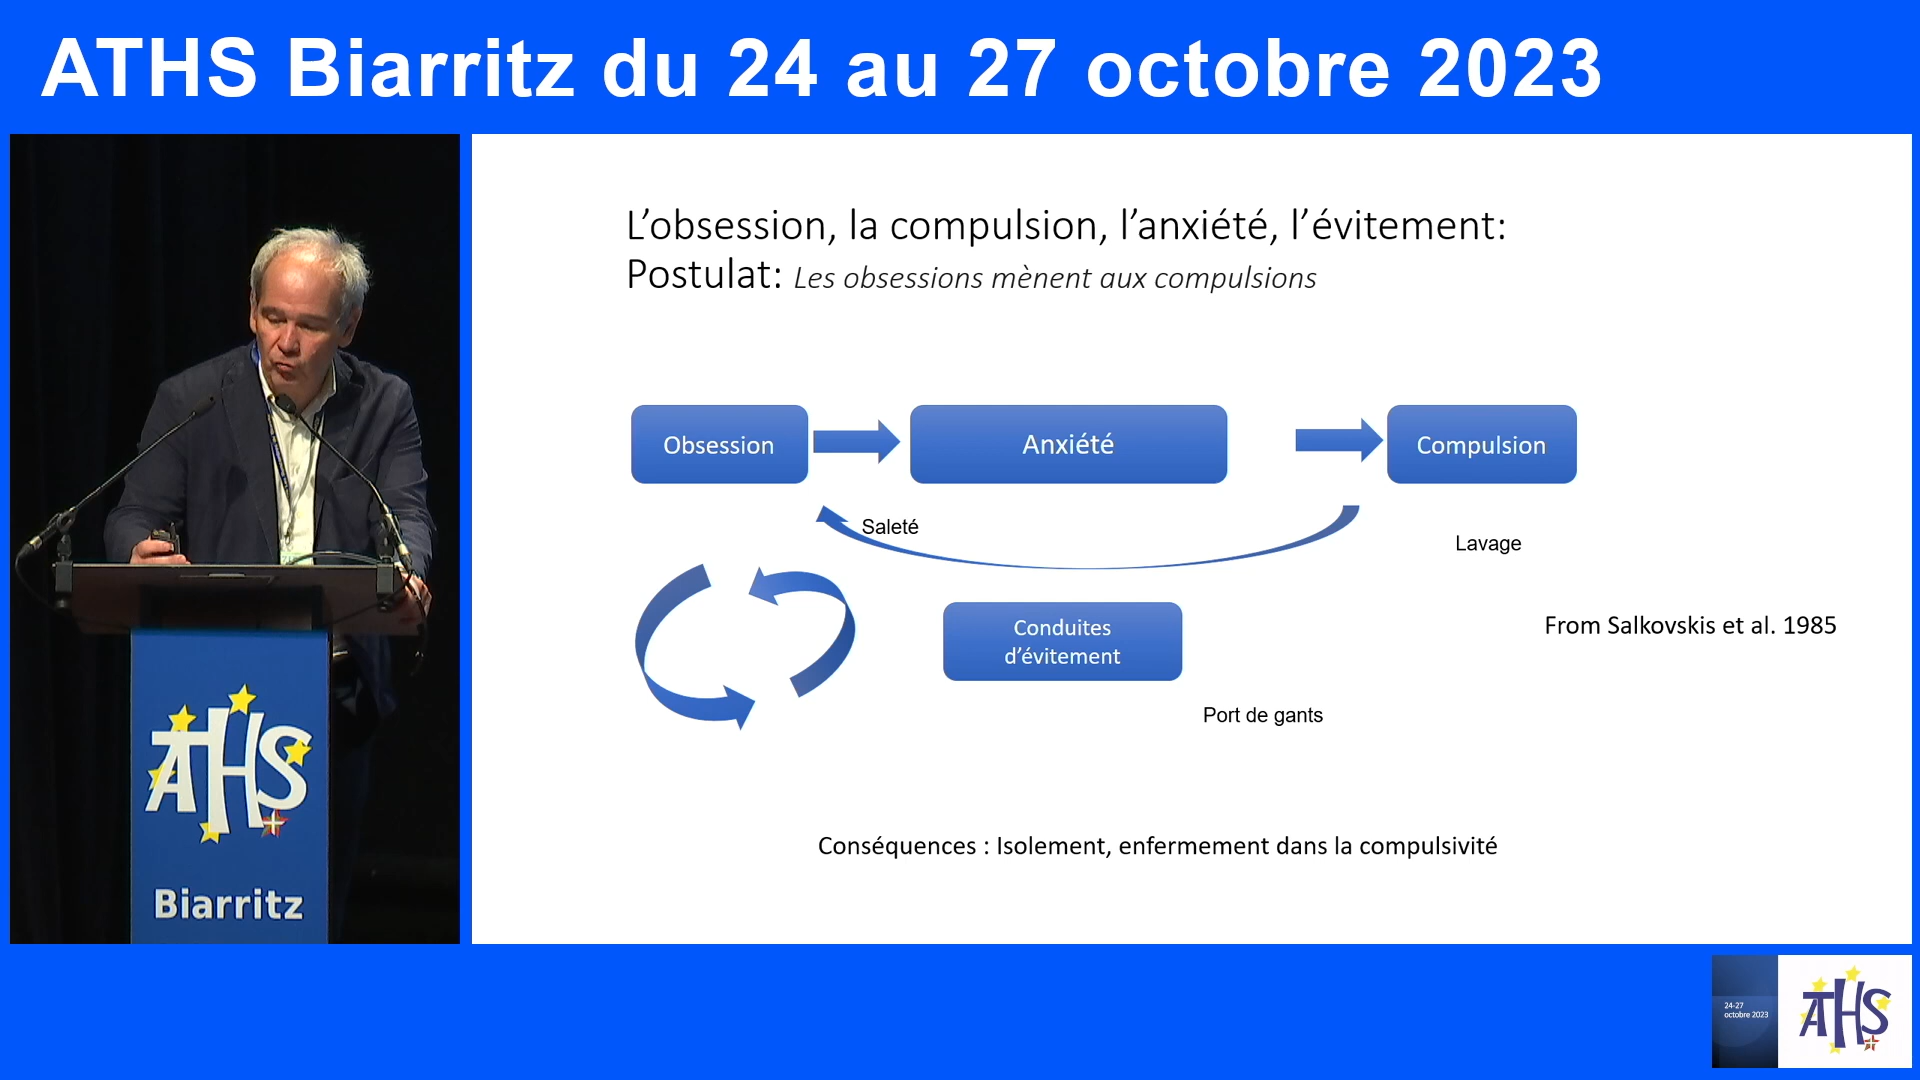 ATHS Biarritz du 24 au 27 octobre 2023
L’obsession, la compulsion, l’anxiété, l’évitement:
Postulat: Les obsessions mènent aux compulsions
Obsession
Anxiété
Compulsion
Saleté
Lavage
Conduites
d’évitement
From Salkovskis et al. 1985
Port de gants
Conséquences : Isolement, enfermement dans la compulsivité
ATHS
Biarritz
24-27
octobre 2023
ATHS